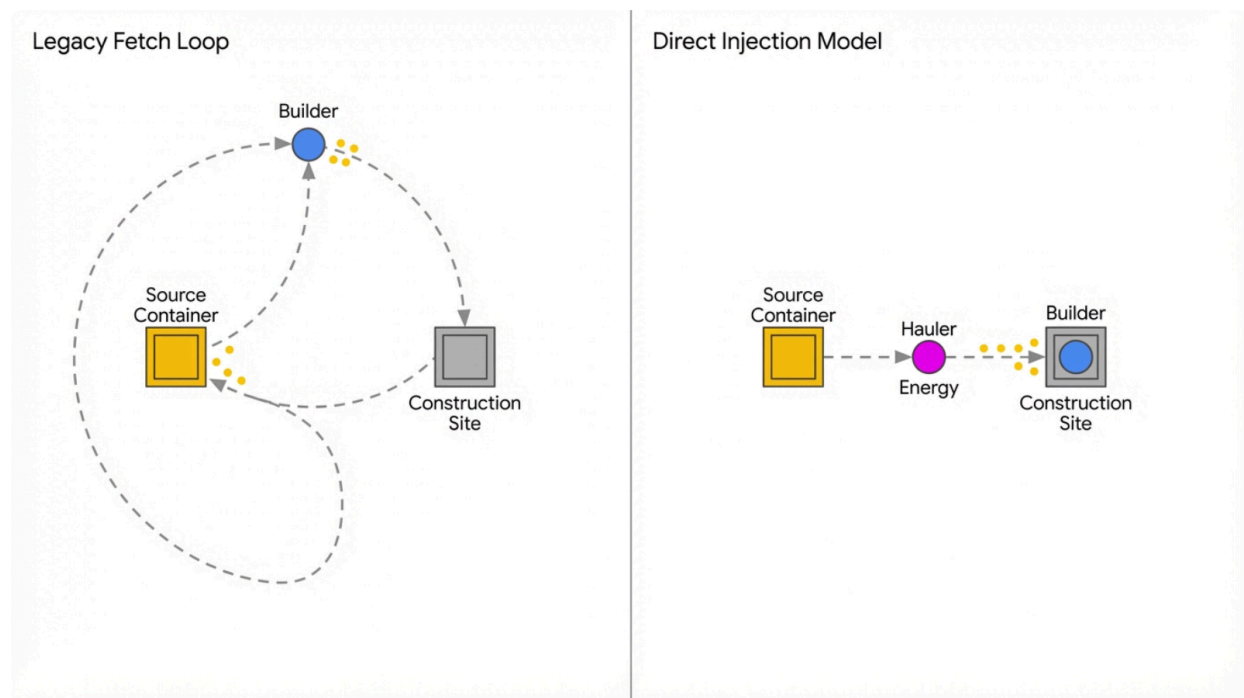 Legacy Fetch Loop
Builder
Source
Container
Construction
Site
Direct Injection Model
Source
Container
Hauler
Energy
Builder
Construction
Site